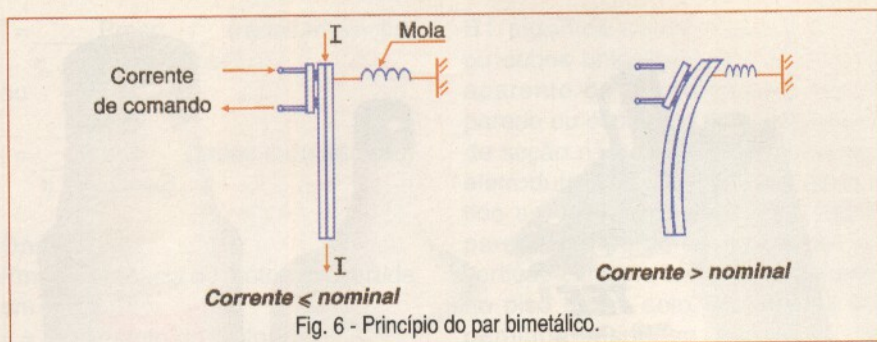 I
Mola
Corrente
de comando
I
Corrente ⩽ nominal
Corrente > nominal
Fig. 6 - Princípio do par bimetálico.